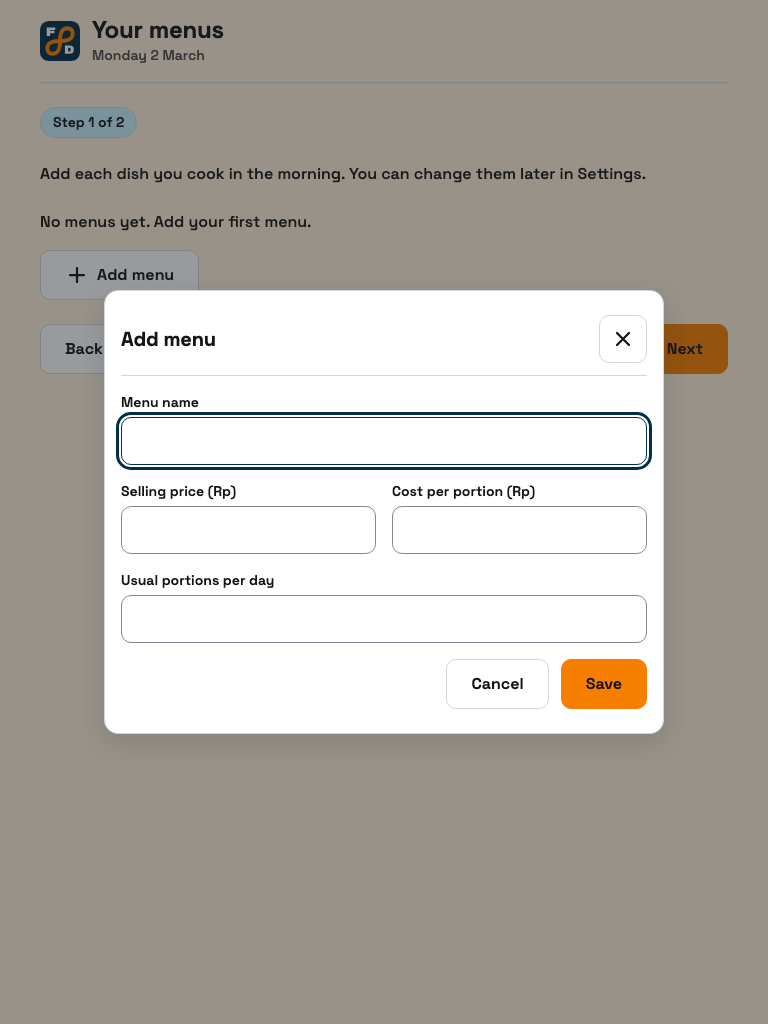 F
D
Your menus
Monday 2 March
Step 1 of 2
Add each dish you cook in the morning. You can change them later in Settings.
No menus yet. Add your first menu.
Add menu
Back
Next
Add menu
Menu name
Selling price (Rp)
Cost per portion (Rp)
Usual portions per day
Cancel
Save